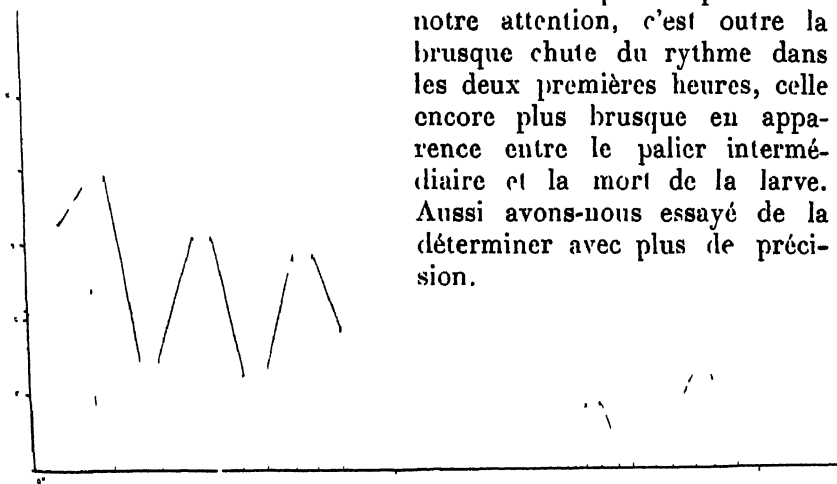 notre attention, c'est outre la
brusque chute du rythme dans
les deux premières heures, celle
encore plus brusque en appa-
rence entre le palier intermé-
diaire et la mort de la larve.
Aussi avons-nous essayé de la
déterminer avec plus de préci-
sion.